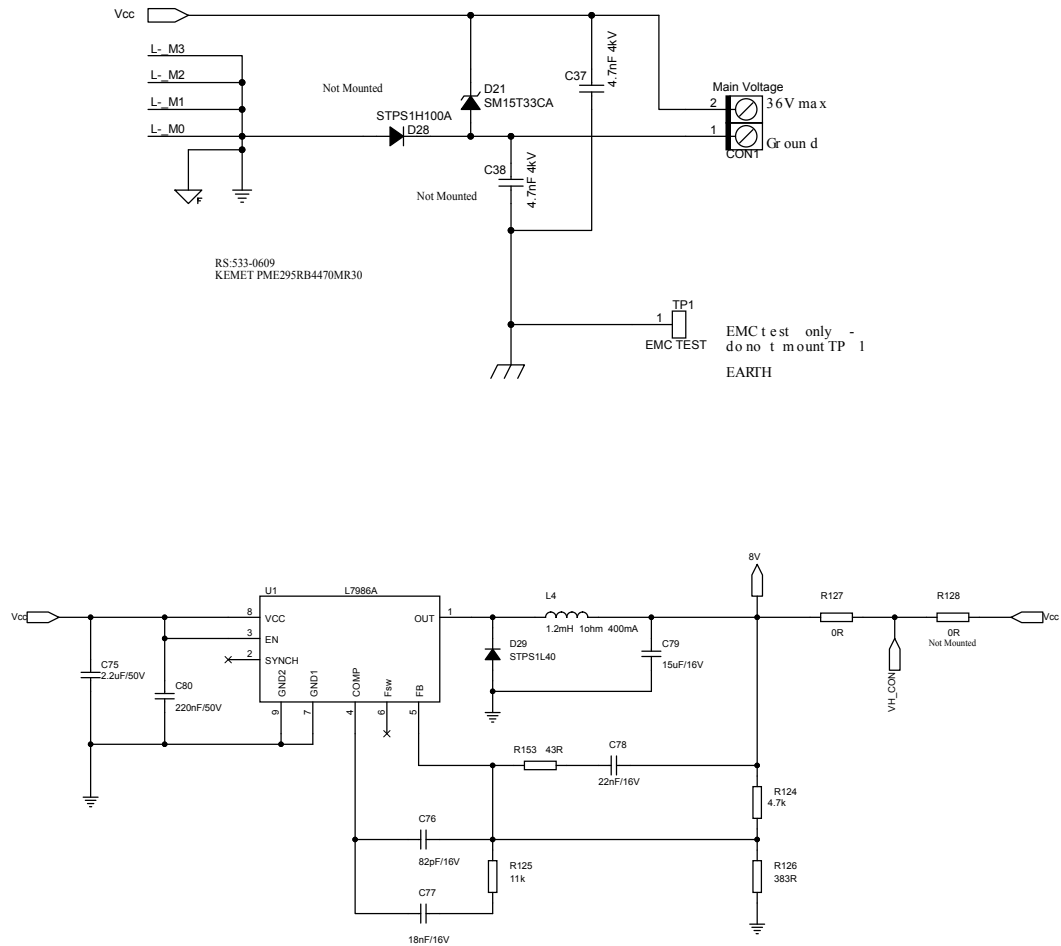 Vcc
L-_M3
L-_M2
L-_M1
L-_M0
F
Not Mounted
STPS1H100A
D28
D21
SM15T33CA
C37
4.7nF 4kV
C38
4.7nF 4kV
Not Mounted
Main Voltage
2
36V max
1
Ground
CON1
RS:533-0609
KEMET PME295RB4470MR30
TP1
1
EMC TEST
EMC test only -
do not mount TP 1
EARTH
U1
L7986A
Vcc
8
VCC
3
EN
2
SYNCH
GND2
GND1
COMP
Fsw
FB
9
7
4
6
5
OUT
1
C75
2.2uF/50V
C80
220nF/50V
L4
1.2mH 1ohm 400mA
D29
STPS1L40
C79
15uF/16V
8V
R127
0R
R128
0R
Not Mounted
Vcc
VH_CON
R153 43R
C78
22nF/16V
R124
4.7k
C76
82pF/16V
R125
11k
R126
383R
C77
18nF/16V